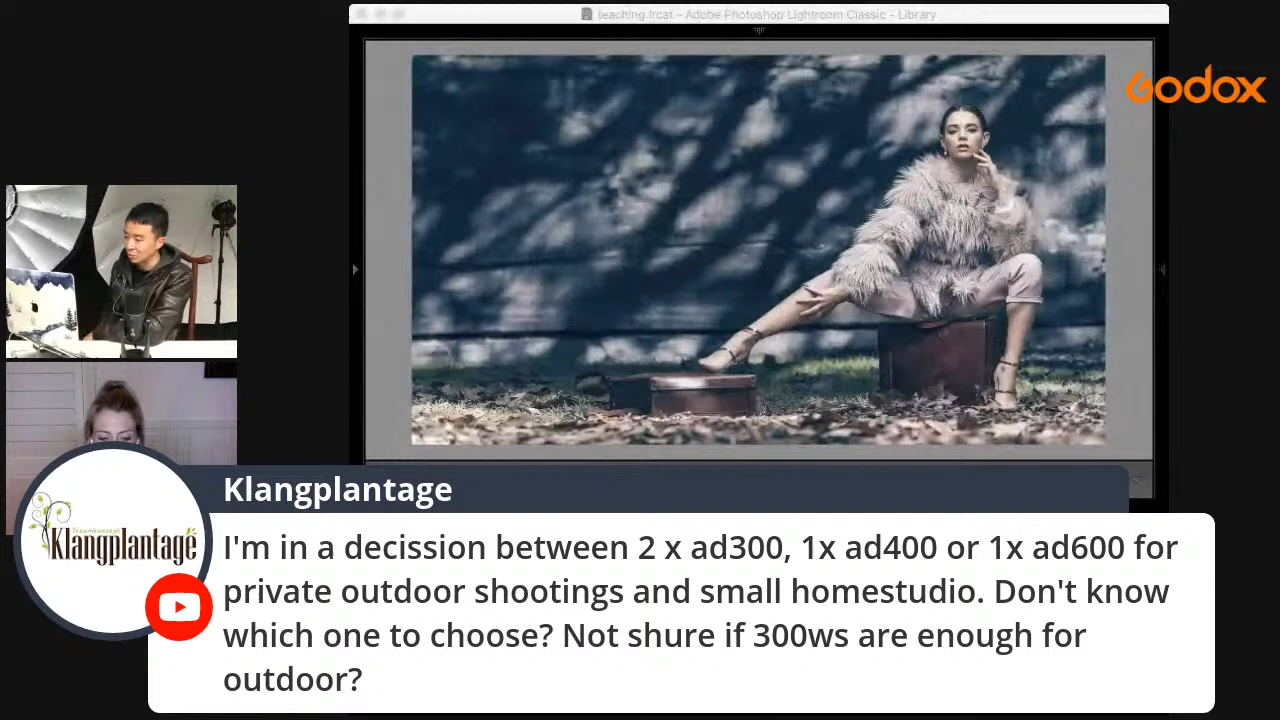 teaching.lrcat - Adobe Photoshop Lightroom Classic - Library
Godox
Klangplantage
Traumkonzept
Klangplantage
I'm in a decission between 2 x ad300, 1x ad400 or 1x ad600 for
private outdoor shootings and small homestudio. Don't know
which one to choose? Not shure if 300ws are enough for
outdoor?